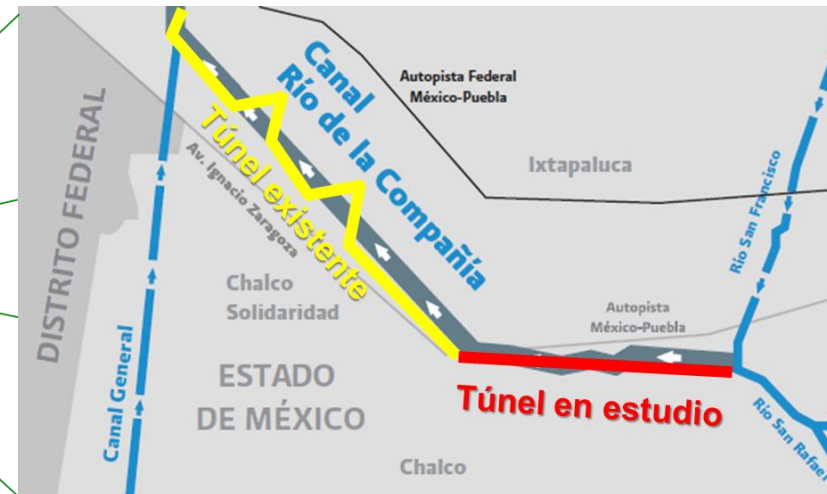 Canal
Río de la Compañía
Autopista Federal
México-Puebla
DISTRITO FEDERAL
Túnel existente
Av. Ignacio Zaragoza
Ixtapaluca
Río San Francisco
Chalco
Solidaridad
Autopista
México-Puebla
Canal General
ESTADO
DE MÉXICO
Túnel en estudio
Río San Rafael
Chalco